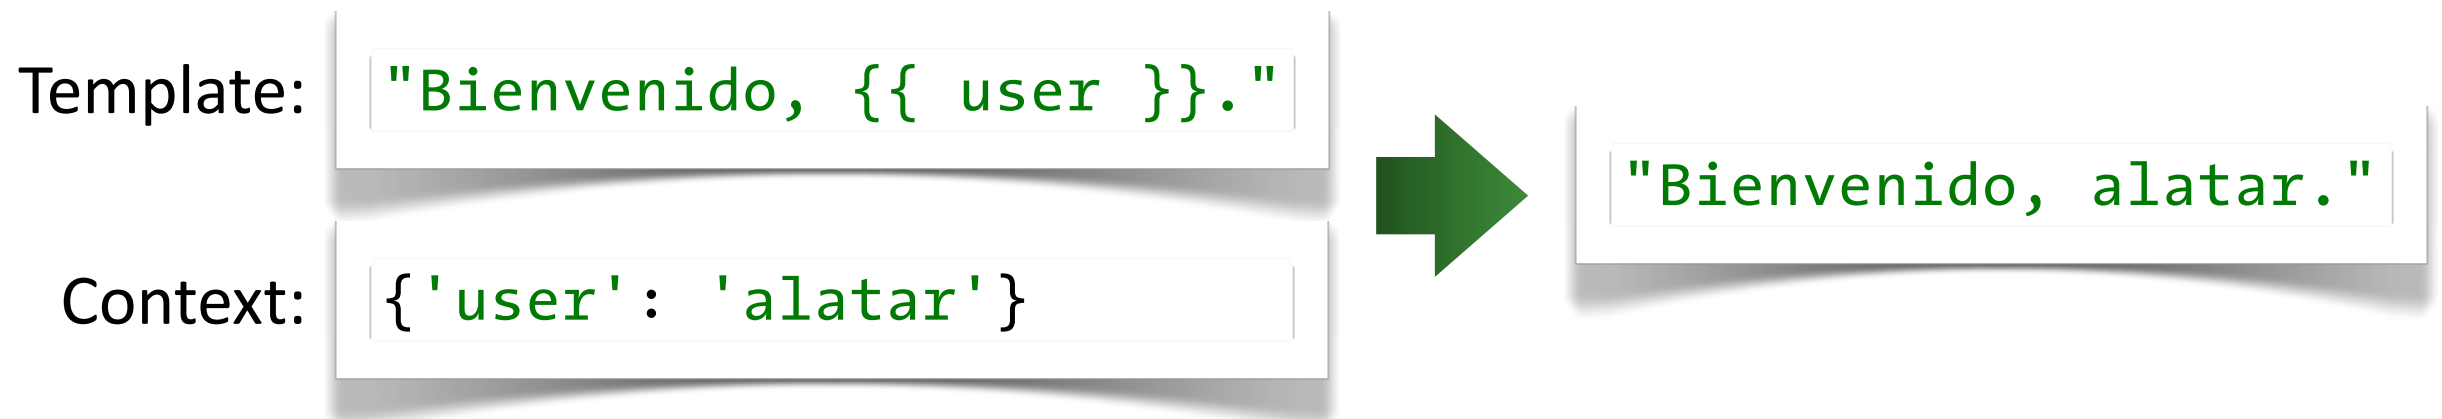 Template: "Bienvenido, {{ user }}."
Context: {'user': 'alatar'}
"Bienvenido, alatar."